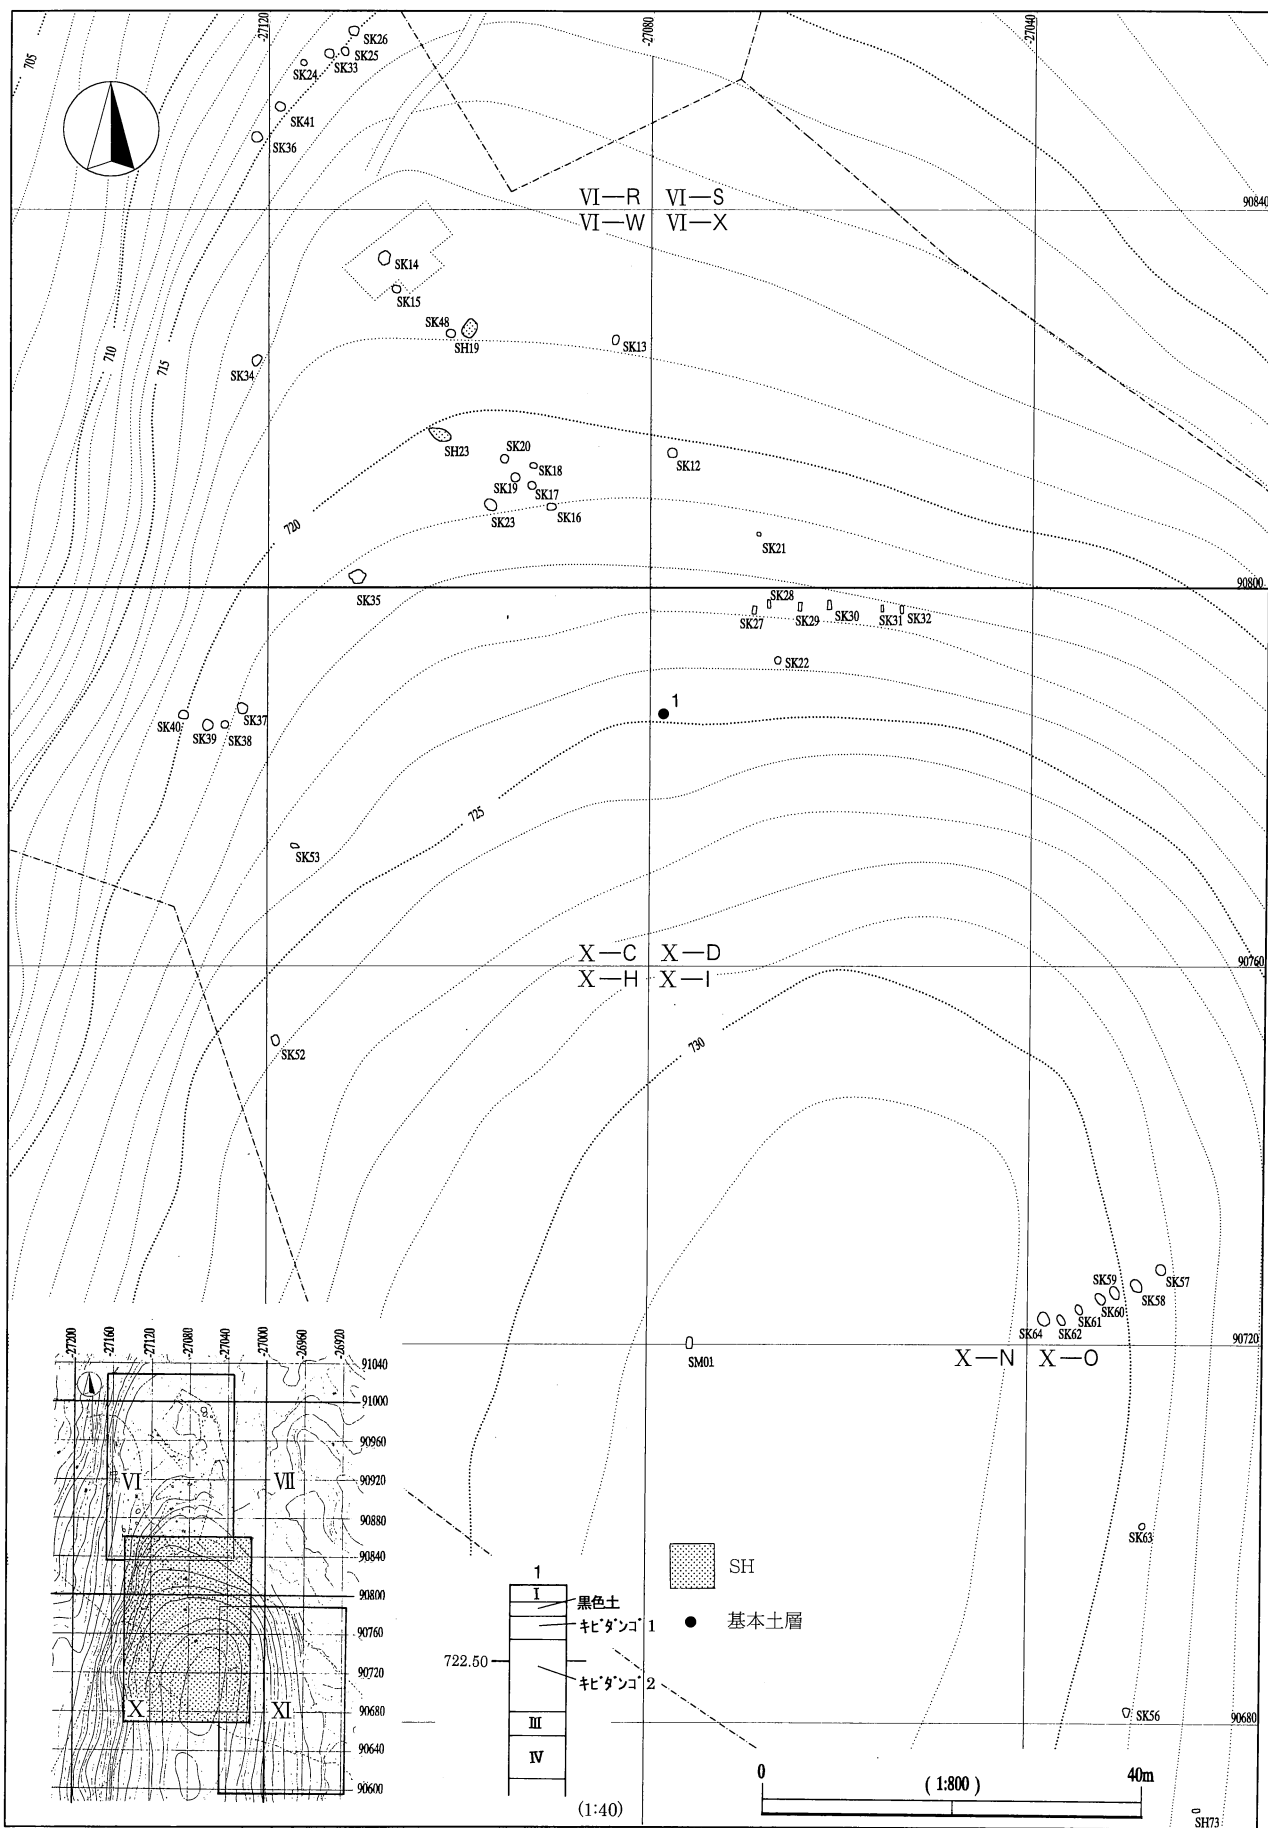 -27120
-27080
-27040
705
SK26
SK25
SK33
SK24
SK41
SK36
VI—R VI—S
90840
VI—W VI—X
SK14
SK15
SK48
SH19
SK13
710
715
SK34
SH23
SK20
SK18
SK12
SK19
SK17
SK23
SK16
720
SK21
90800
SK35
SK28
SK27
SK29
SK30
SK31
SK32
SK22
1
SK40
SK37
SK39
SK38
725
SK53
X—C X—D
90760
X—H X—I
730
SK52
SK59
SK57
SK58
SK60
SK61
SK64
SK62
90720
SM01
X—N X—O
-27200
-27160
-27120
-27080
-27040
-27000
-26960
-26920
91040
91000
90960
VI
VII
90920
90880
90840
90800
90760
90720
X
XI
90680
90640
90600
SK63
1
I
黒色土
キビダンゴ1
722.50
キビダンゴ2
III
IV
(1:40)
SH
基本土層
SK56
90680
0
(1:800)
40m
SH73